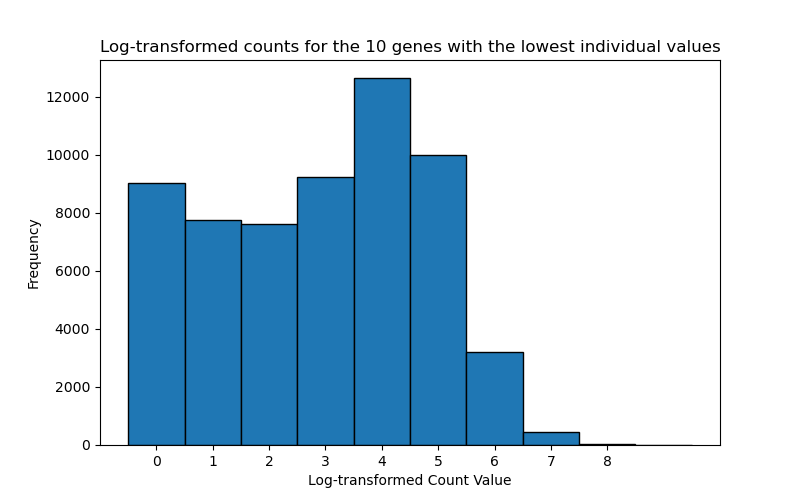 Log-transformed counts for the 10 genes with the lowest individual values
12000
10000
8000
6000
4000
2000
0
Frequency
0 1 2 3 4 5 6 7 8
Log-transformed Count Value